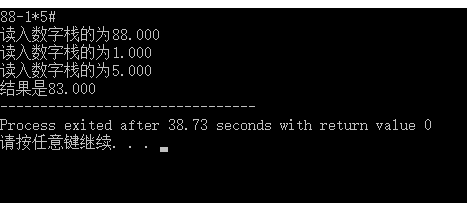 88-1*5#
读入数字栈的为88.000
读入数字栈的为1.000
读入数字栈的为5.000
结果是83.000
--------------------------------
Process exited after 38.73 seconds with return value 0
请按任意键继续. . .